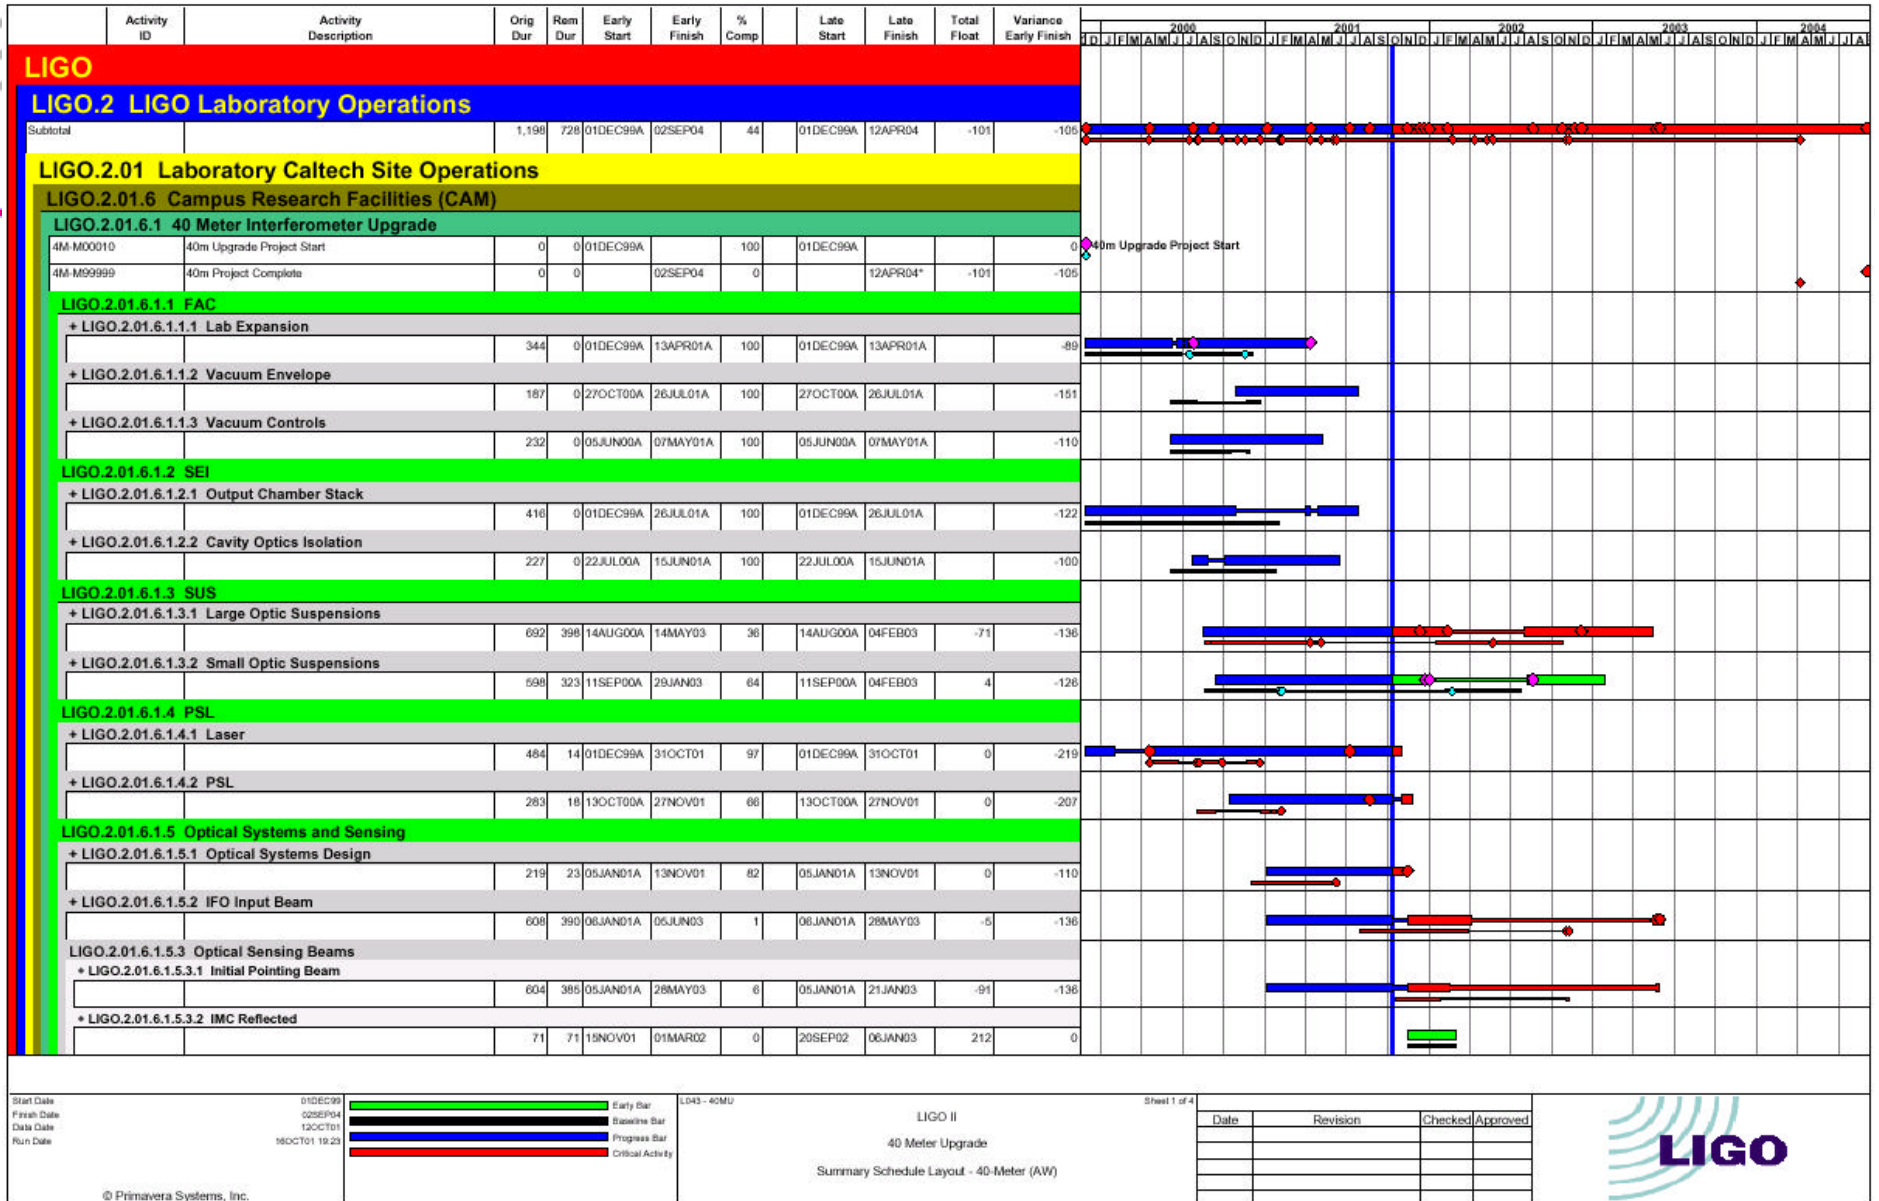 Activity ID | Activity Description | Orig Dur | Rem Dur | Early Start | Early Finish | % Comp | Late Start | Late Finish | Total Float | Variance Early Finish
2000 2001 2002 2003 2004
D J F M A M J J A S O N D J F M A M J J A S O N D J F M A M J J A S O N D J F M A M J J A S O N D J F M A M J J A
LIGO
LIGO.2 LIGO Laboratory Operations
Subtotal 1,198 728 01DEC99A 02SEP04 44 01DEC99A 12APR04 -101 -105
LIGO.2.01 Laboratory Caltech Site Operations
LIGO.2.01.6 Campus Research Facilities (CAM)
LIGO.2.01.6.1 40 Meter Interferometer Upgrade
4M-M00010 40m Upgrade Project Start 0 0 01DEC99A 100 01DEC99A 0 40m Upgrade Project Start
4M-M99999 40m Project Complete 0 0 02SEP04 0 12APR04* -101 -105
LIGO.2.01.6.1.1 FAC
+ LIGO.2.01.6.1.1.1 Lab Expansion
344 0 01DEC99A 13APR01A 100 01DEC99A 13APR01A -89
+ LIGO.2.01.6.1.1.2 Vacuum Envelope
187 0 27OCT00A 26JUL01A 100 27OCT00A 26JUL01A -151
+ LIGO.2.01.6.1.1.3 Vacuum Controls
232 0 05JUN00A 07MAY01A 100 05JUN00A 07MAY01A -110
LIGO.2.01.6.1.2 SEI
+ LIGO.2.01.6.1.2.1 Output Chamber Stack
416 0 01DEC99A 26JUL01A 100 01DEC99A 26JUL01A -122
+ LIGO.2.01.6.1.2.2 Cavity Optics Isolation
227 0 22JUL00A 15JUN01A 100 22JUL00A 15JUN01A -100
LIGO.2.01.6.1.3 SUS
+ LIGO.2.01.6.1.3.1 Large Optic Suspensions
692 398 14AUG00A 14MAY03 36 14AUG00A 04FEB03 -71 -136
+ LIGO.2.01.6.1.3.2 Small Optic Suspensions
598 323 11SEP00A 29JAN03 64 11SEP00A 04FEB03 4 -126
LIGO.2.01.6.1.4 PSL
+ LIGO.2.01.6.1.4.1 Laser
484 14 01DEC99A 31OCT01 97 01DEC99A 31OCT01 0 -219
+ LIGO.2.01.6.1.4.2 PSL
283 18 13OCT00A 27NOV01 66 13OCT00A 27NOV01 0 -207
LIGO.2.01.6.1.5 Optical Systems and Sensing
+ LIGO.2.01.6.1.5.1 Optical Systems Design
219 23 05JAN01A 13NOV01 82 05JAN01A 13NOV01 0 -110
+ LIGO.2.01.6.1.5.2 IFO Input Beam
608 390 06JAN01A 05JUN03 1 06JAN01A 28MAY03 -5 -136
LIGO.2.01.6.1.5.3 Optical Sensing Beams
+ LIGO.2.01.6.1.5.3.1 Initial Pointing Beam
604 385 05JAN01A 28MAY03 6 05JAN01A 21JAN03 -91 -136
+ LIGO.2.01.6.1.5.3.2 IMC Reflected
71 71 15NOV01 01MAR02 0 20SEP02 06JAN03 212 0
Start Date 01DEC99
Finish Date 02SEP04
Data Date 12OCT01
Run Date 16OCT01 19:23
© Primavera Systems, Inc.
Early Bar
Baseline Bar
Progress Bar
Critical Activity
L043 - 40MU
Sheet 1 of 4
LIGO II
40 Meter Upgrade
Summary Schedule Layout - 40-Meter (AW)
Date Revision Checked Approved
LIGO